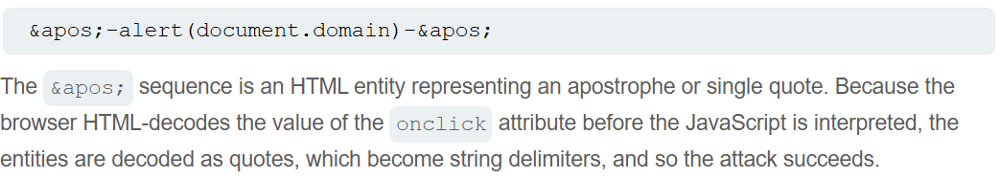 &apos;-alert(document.domain)-&apos;
The &apos; sequence is an HTML entity representing an apostrophe or single quote. Because the
browser HTML-decodes the value of the onclick attribute before the JavaScript is interpreted, the
entities are decoded as quotes, which become string delimiters, and so the attack succeeds.